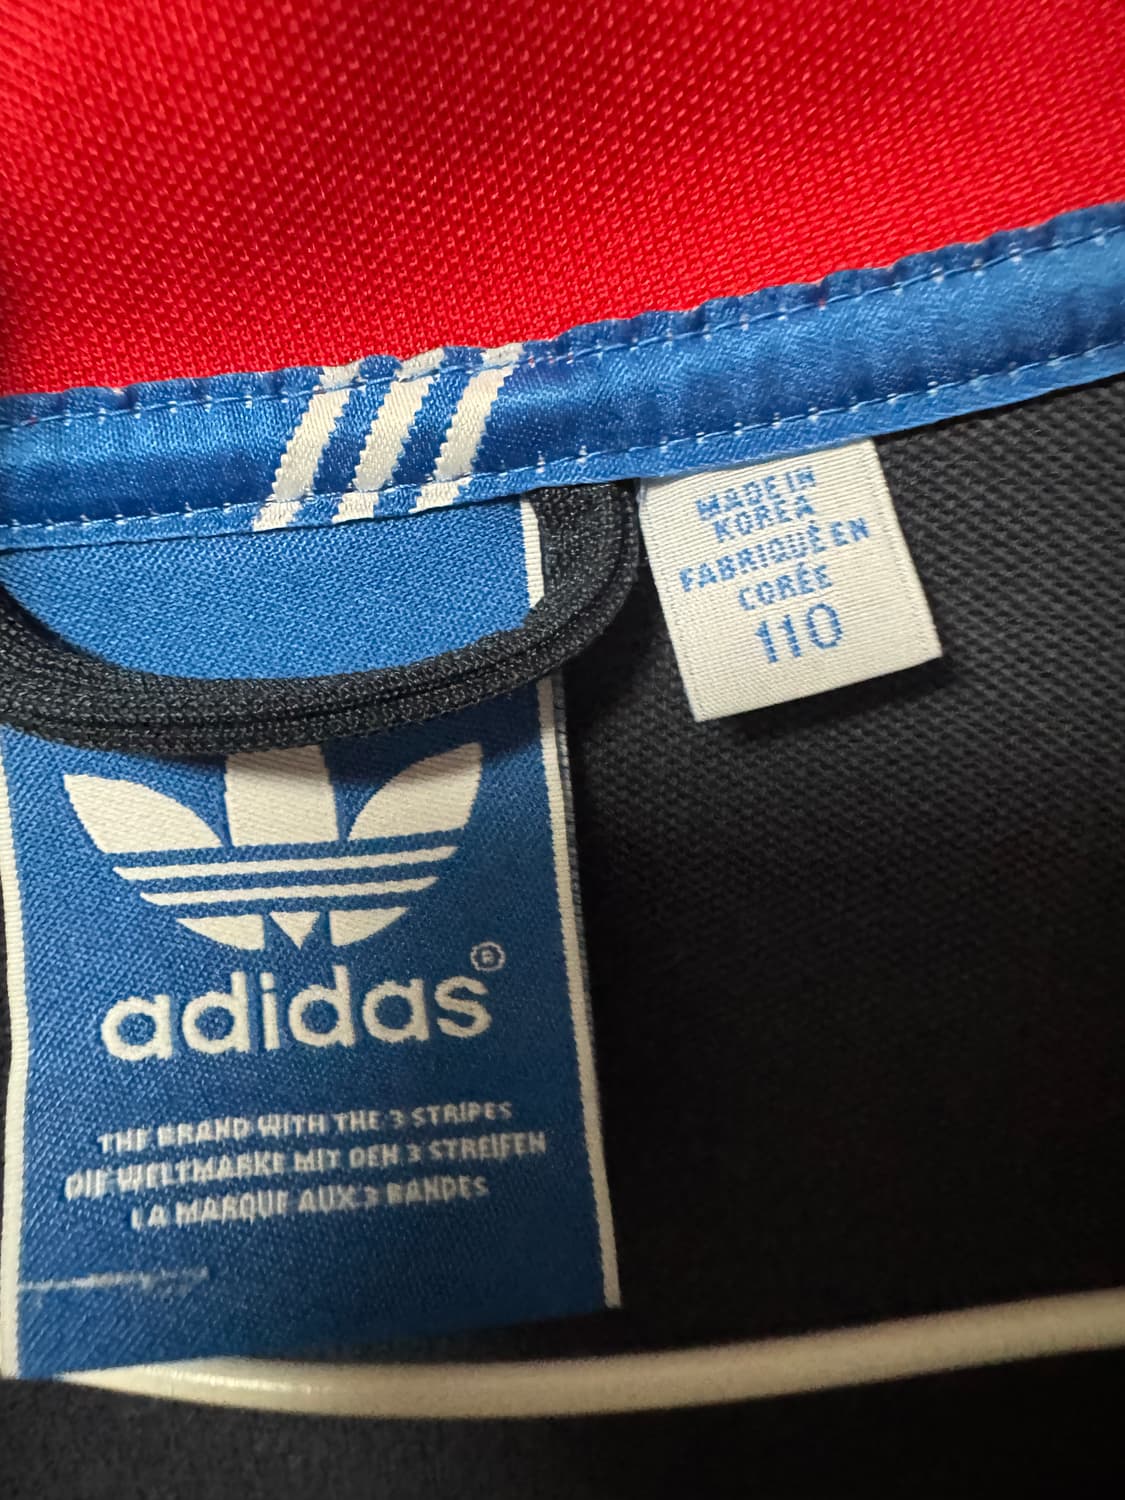 MADE IN
KOREA
FABRIQUÉ EN
CORÉE
110
adidas®
THE BRAND WITH THE 3 STRIPES
DIE WELTMARKE MIT DEN 3 STREIFEN
LA MARQUE AUX 3 BANDES